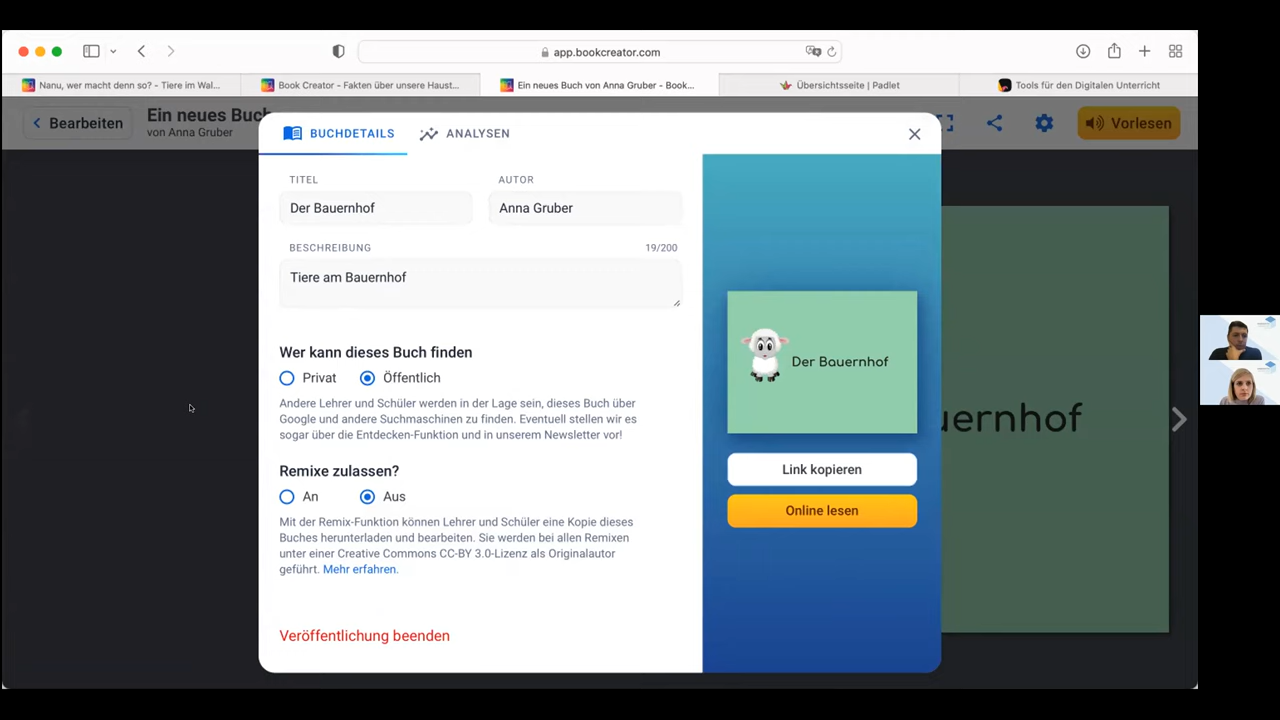 app.bookcreator.com
Nanu, wer macht denn so? - Tiere im Wal...
Book Creator - Fakten über unsere Haust...
Ein neues Buch von Anna Gruber - Book...
Übersichtsseite | Padlet
Tools für den Digitalen Unterricht
Bearbeiten
Ein neues Buch
von Anna Gruber
Vorlesen
BUCHDETAILS
ANALYSEN
TITEL
AUTOR
Der Bauernhof
Anna Gruber
BESCHREIBUNG
19/200
Tiere am Bauernhof
Wer kann dieses Buch finden
Privat
Öffentlich
Andere Lehrer und Schüler werden in der Lage sein, dieses Buch über
Google und andere Suchmaschinen zu finden. Eventuell stellen wir es
sogar über die Entdecken-Funktion und in unserem Newsletter vor!
Remixe zulassen?
An
Aus
Mit der Remix-Funktion können Lehrer und Schüler eine Kopie dieses
Buches herunterladen und bearbeiten. Sie werden bei allen Remixen
unter einer Creative Commons CC-BY 3.0-Lizenz als Originalautor
geführt. Mehr erfahren.
Veröffentlichung beenden
Der Bauernhof
Link kopieren
Online lesen
uernhof